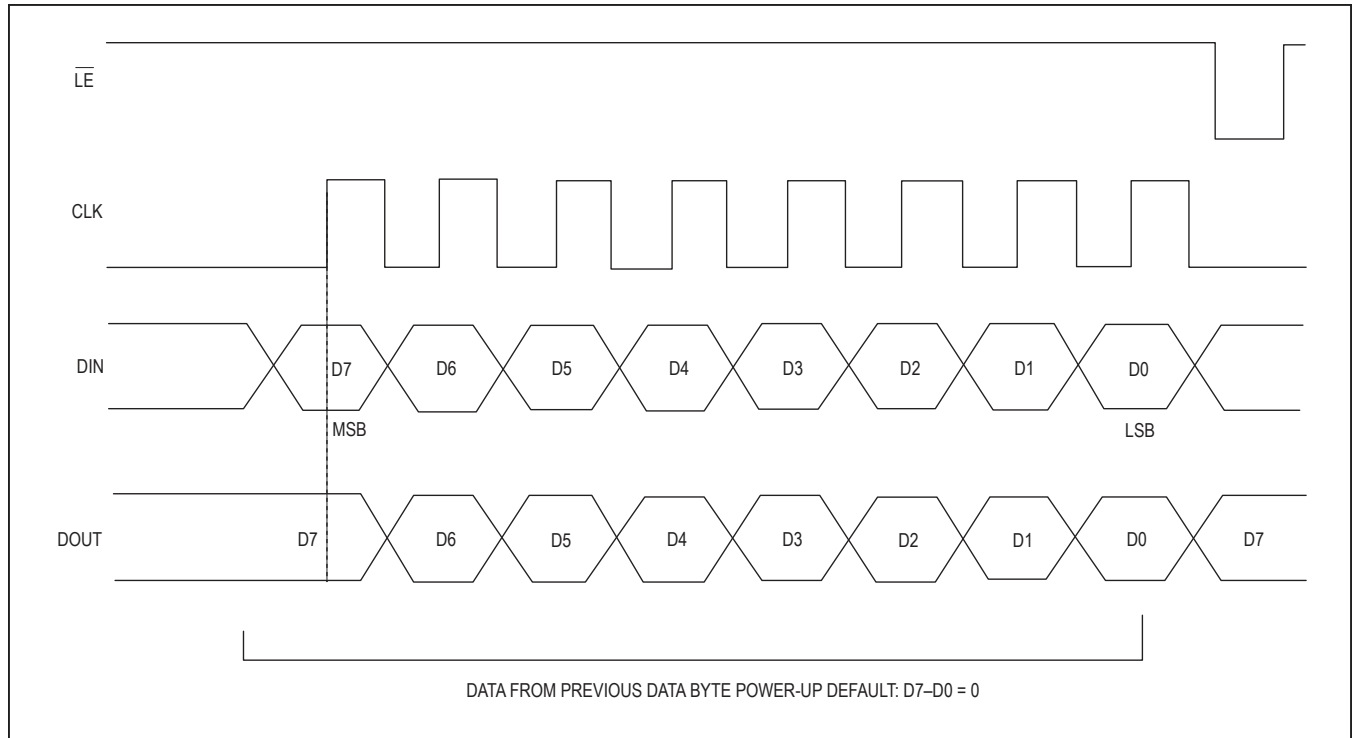 LE
CLK
DIN
D7 D6 D5 D4 D3 D2 D1 D0
MSB LSB
DOUT
D7 D6 D5 D4 D3 D2 D1 D0 D7
DATA FROM PREVIOUS DATA BYTE POWER-UP DEFAULT: D7–D0 = 0